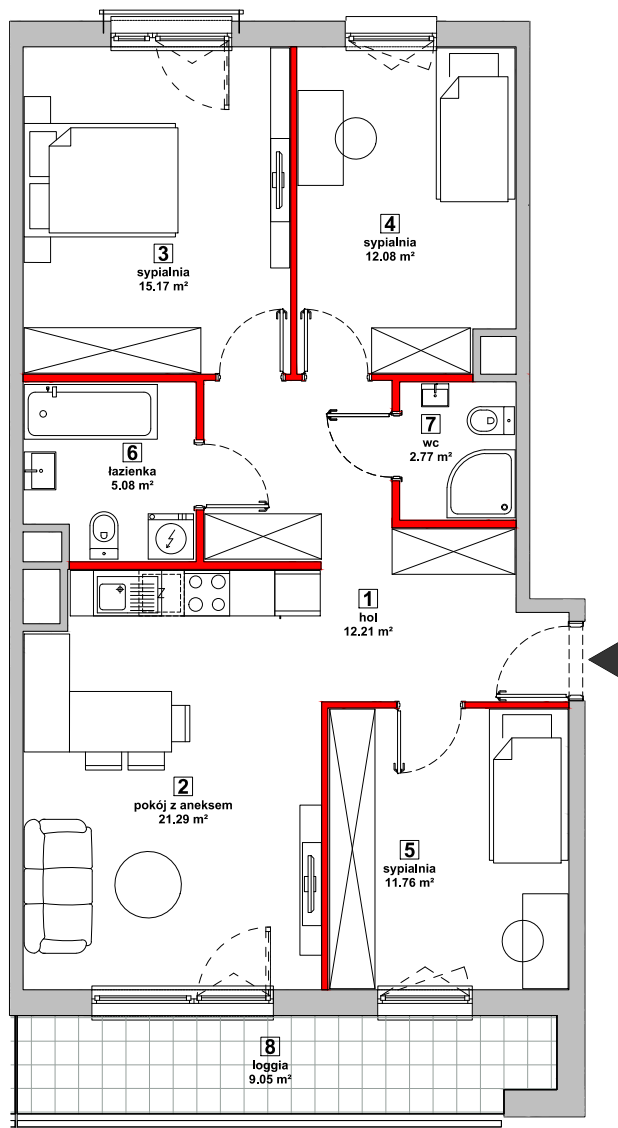 3
sypialnia
15.17 m²
4
sypialnia
12.08 m²
6
łazienka
5.08 m²
7
wc
2.77 m²
1
hol
12.21 m²
Z
2
pokój z aneksem
21.29 m²
5
sypialnia
11.76 m²
8
loggia
9.05 m²